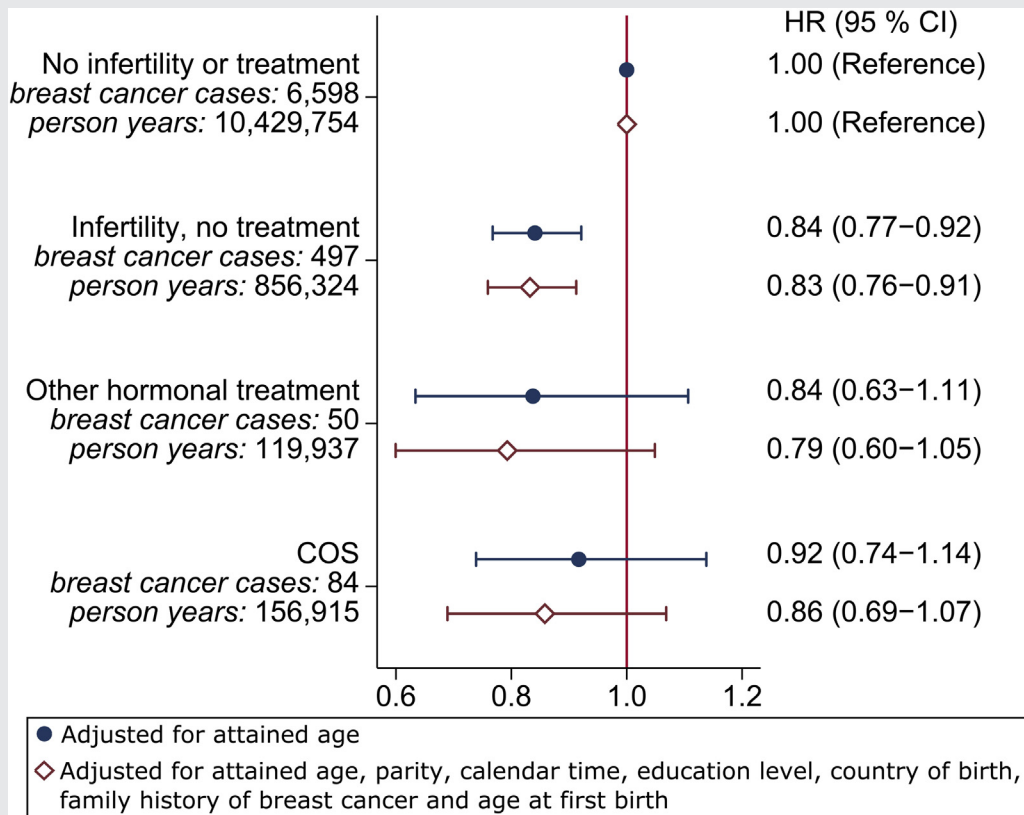 HR (95 % CI)
No infertility or treatment 1.00 (Reference)
breast cancer cases: 6,598
person years: 10,429,754 1.00 (Reference)
Infertility, no treatment 0.84 (0.77−0.92)
breast cancer cases: 497
person years: 856,324 0.83 (0.76−0.91)
Other hormonal treatment 0.84 (0.63−1.11)
breast cancer cases: 50
person years: 119,937 0.79 (0.60−1.05)
COS 0.92 (0.74−1.14)
breast cancer cases: 84
person years: 156,915 0.86 (0.69−1.07)
0.6 0.8 1.0 1.2
Adjusted for attained age
Adjusted for attained age, parity, calendar time, education level, country of birth,
family history of breast cancer and age at first birth